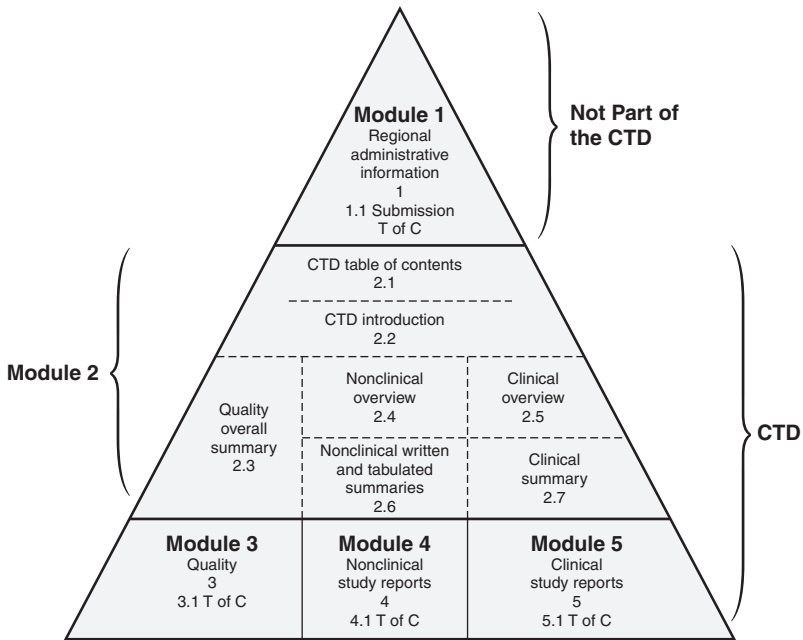 Module 1
Regional
administrative
information
1
1.1 Submission
T of C
Not Part of
the CTD
CTD table of contents
2.1
CTD introduction
2.2
Module 2
Quality
overall
summary
2.3
Nonclinical
overview
2.4
Clinical
overview
2.5
Nonclinical written
and tabulated
summaries
2.6
Clinical
summary
2.7
CTD
Module 3
Quality
3
3.1 T of C
Module 4
Nonclinical
study reports
4
4.1 T of C
Module 5
Clinical
study reports
5
5.1 T of C